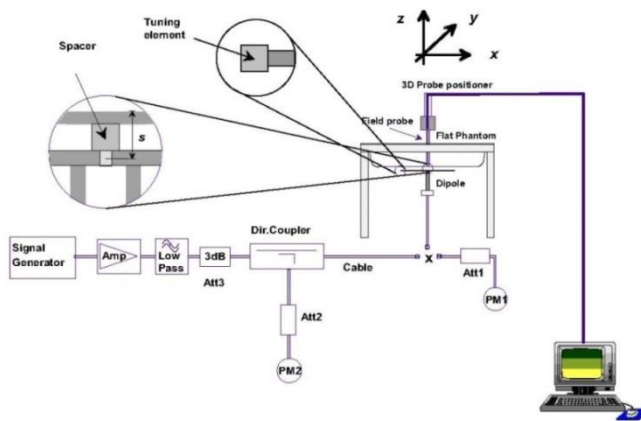 z
y
x
Tuning
element
Spacer
s
3D Probe positioner
Field probe
Flat Phantom
Dipole
Signal
Generator
Amp
Low
Pass
3dB
Att3
Dir.Coupler
Cable
x
Att1
PM1
Att2
PM2